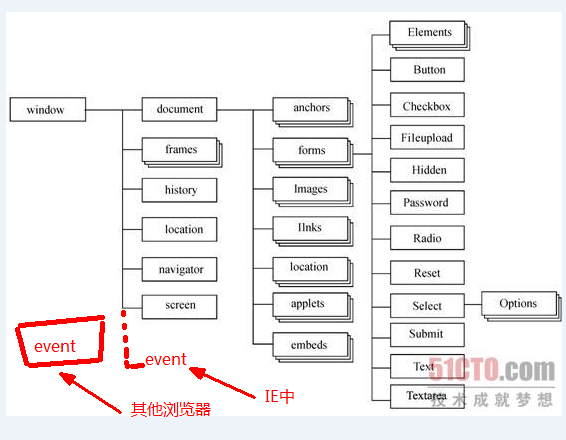 window
document
frames
history
location
navigator
screen
anchors
forms
Images
lInks
location
applets
embeds
Elements
Button
Checkbox
Fileupload
Hidden
Password
Radio
Reset
Select
Submit
Text
Textarea
Options
event
event
其他浏览器
IE中
51CTO.com
技术成就梦想